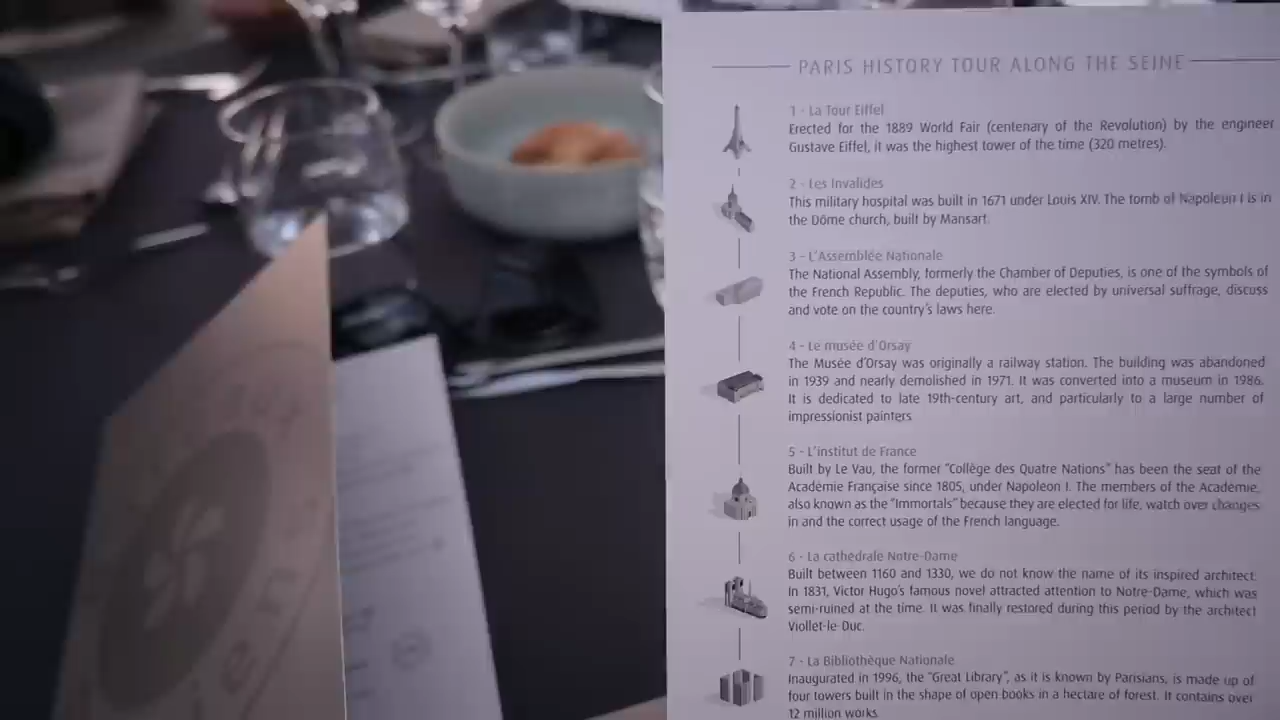 PARIS HISTORY TOUR ALONG THE SEINE
1 - La Tour Eiffel
Erected for the 1889 World Fair (centenary of the Revolution) by the engineer
Gustave Eiffel, it was the highest tower of the time (320 metres).
2 - Les Invalides
This military hospital was built in 1671 under Louis XIV. The tomb of Napoleon I is in
the Dôme church, built by Mansart.
3 - L'Assemblée Nationale
The National Assembly, formerly the Chamber of Deputies, is one of the symbols of
the French Republic. The deputies, who are elected by universal suffrage, discuss
and vote on the country's laws here.
4 - Le musée d'Orsay
The Musée d'Orsay was originally a railway station. The building was abandoned
in 1939 and nearly demolished in 1971. It was converted into a museum in 1986.
It is dedicated to late 19th-century art, and particularly to a large number of
impressionist painters.
5 - L'institut de France
Built by Le Vau, the former "Collège des Quatre Nations" has been the seat of the
Académie Française since 1805, under Napoleon I. The members of the Académie,
also known as the "Immortals" because they are elected for life, watch over changes
in and the correct usage of the French language.
6 - La cathédrale Notre-Dame
Built between 1160 and 1330, we do not know the name of its inspired architect.
In 1831, Victor Hugo's famous novel attracted attention to Notre-Dame, which was
semi-ruined at the time. It was finally restored during this period by the architect
Viollet-le-Duc.
7 - La Bibliothèque Nationale
Inaugurated in 1996, the "Great Library", as it is known by Parisians, is made up of
four towers built in the shape of open books in a hectare of forest. It contains over
12 million works.